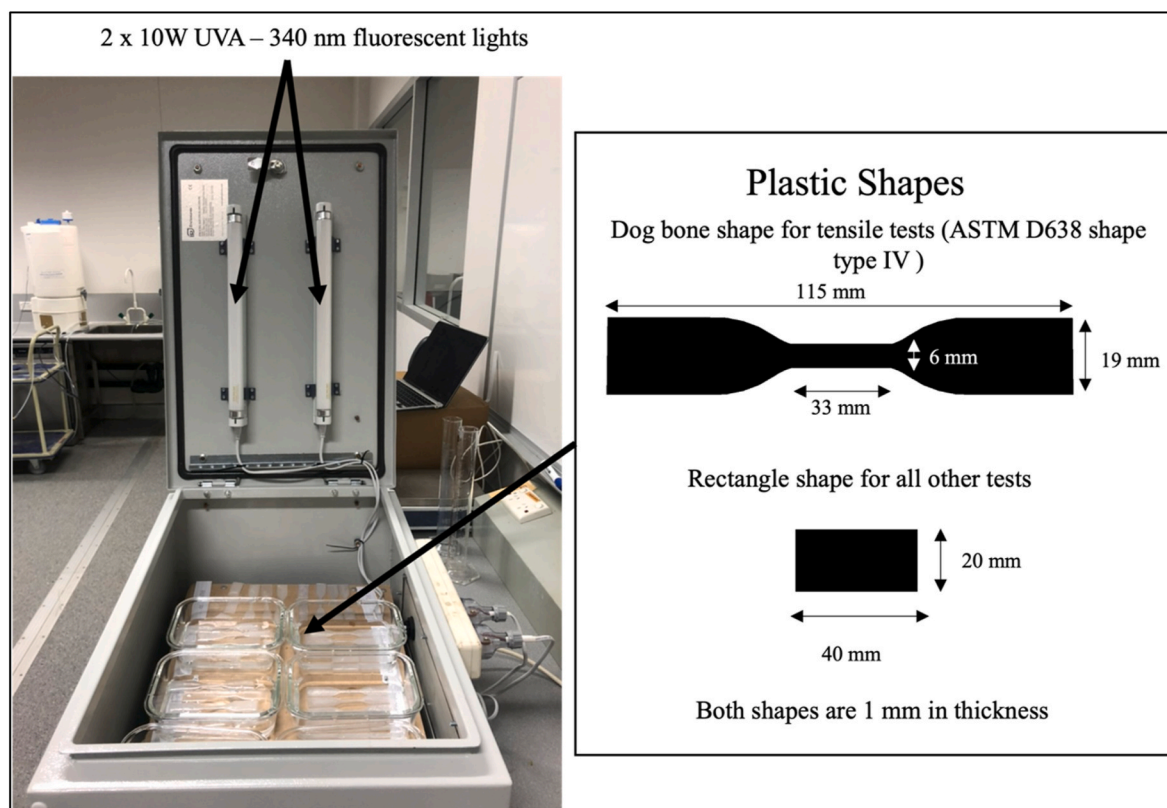 2 x 10W UVA – 340 nm fluorescent lights
Plastic Shapes
Dog bone shape for tensile tests (ASTM D638 shape
type IV )
115 mm
6 mm
19 mm
33 mm
Rectangle shape for all other tests
20 mm
40 mm
Both shapes are 1 mm in thickness